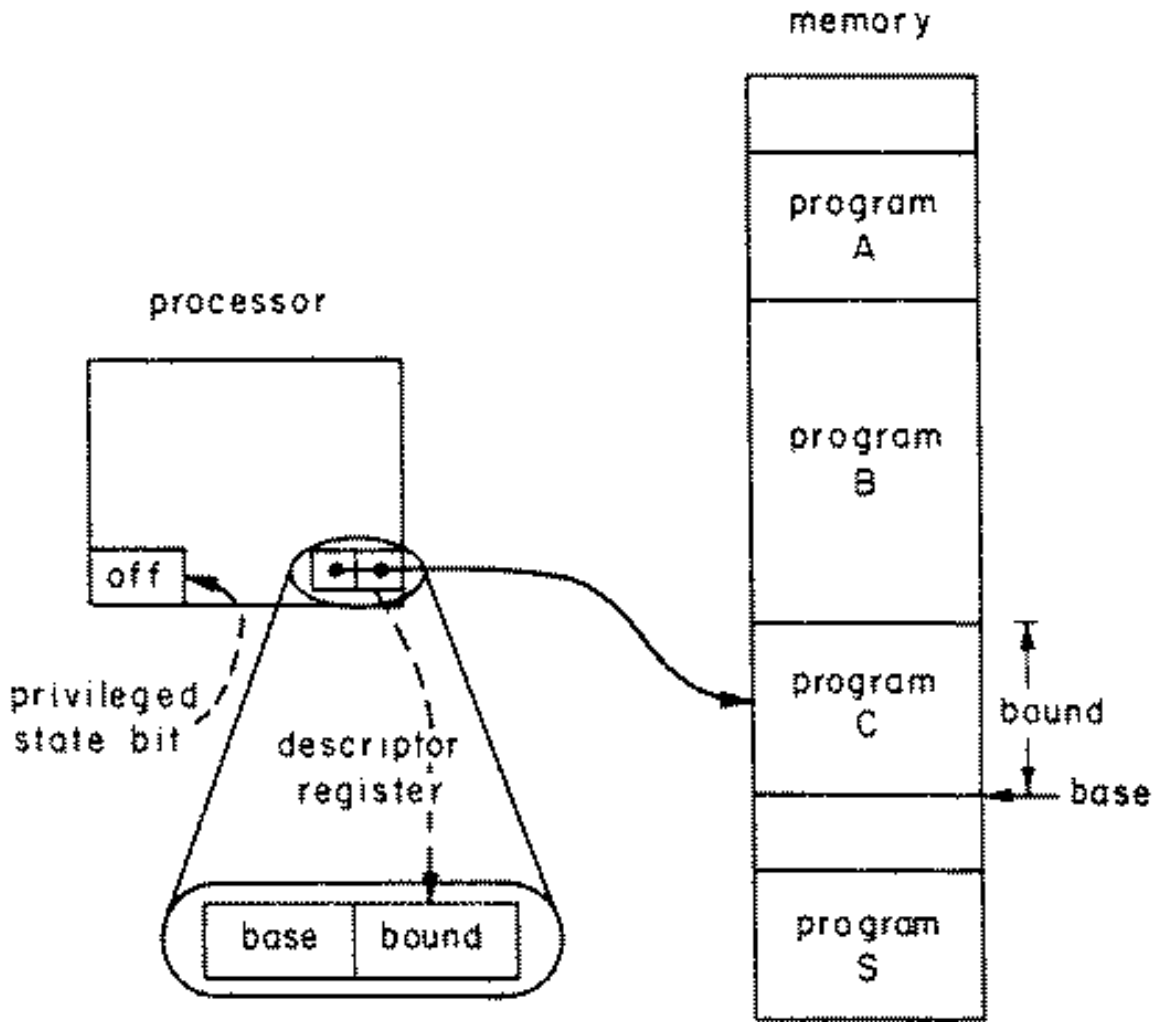 memory
program
A
processor
program
B
off
program
C
bound
privileged
state bit
descriptor
register
base
base
bound
program
S